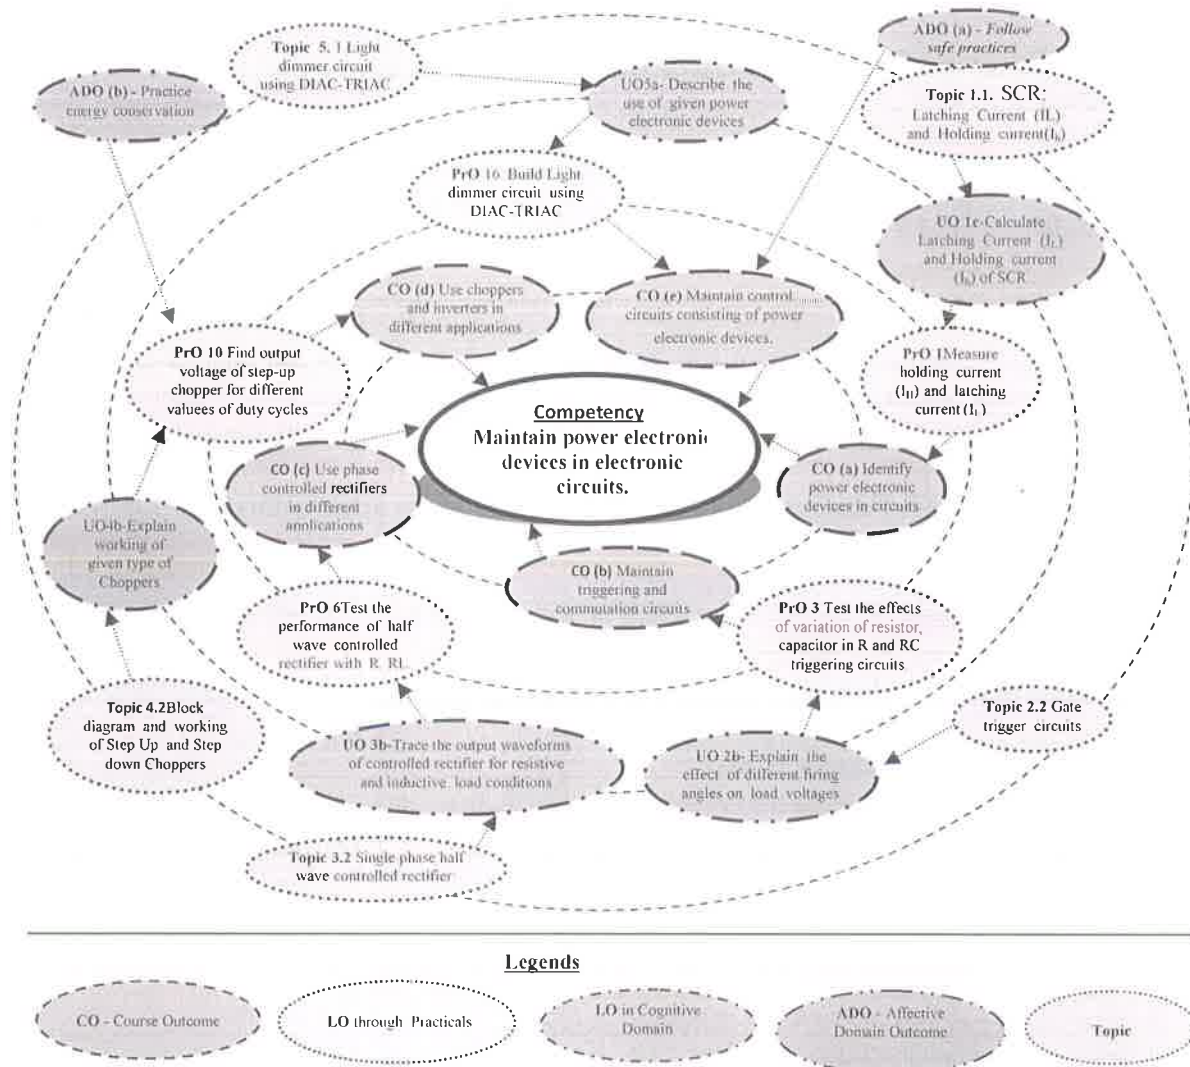 ADO (a) - Follow
safe practices
Topic 5. 1 Light
dimmer circuit
using DIAC-TRIAC
ADO (b) - Practice
energy conservation
UO5a- Describe the
use of given power
electronic devices
Topic 1.1. SCR:
Latching Current (IL)
and Holding current(Ih)
PrO 16 Build Light
dimmer circuit using
DIAC-TRIAC
UO 1c-Calculate
Latching Current (IL)
and Holding current
(Ih) of SCR
CO (d) Use choppers
and inverters in
different applications
CO (e) Maintain control
circuits consisting of power
electronic devices.
PrO 10 Find output
voltage of step-up
chopper for different
valuees of duty cycles
PrO 1Measure
holding current
(IH) and latching
current (IL)
Competency
Maintain power electronic
devices in electronic
circuits.
CO (c) Use phase
controlled rectifiers
in different
applications
CO (a) Identify
power electronic
devices in circuits
UO4b-Explain
working of
given type of
Choppers
CO (b) Maintain
triggering and
commutation circuits
PrO 6Test the
performance of half
wave controlled
rectifier with R RL
PrO 3 Test the effects
of variation of resistor,
capacitor in R and RC
triggering circuits
Topic 4.2Block
diagram and working
of Step Up and Step
down Choppers
Topic 2.2 Gate
trigger circuits
UO 3b-Trace the output waveforms
of controlled rectifier for resistive
and inductive load conditions
UO 2b- Explain the
effect of different firing
angles on load voltages
Topic 3.2 Single phase half
wave controlled rectifier
Legends
CO - Course Outcome
LO through Practicals
LO in Cognitive
Domain
ADO - Affective
Domain Outcome
Topic